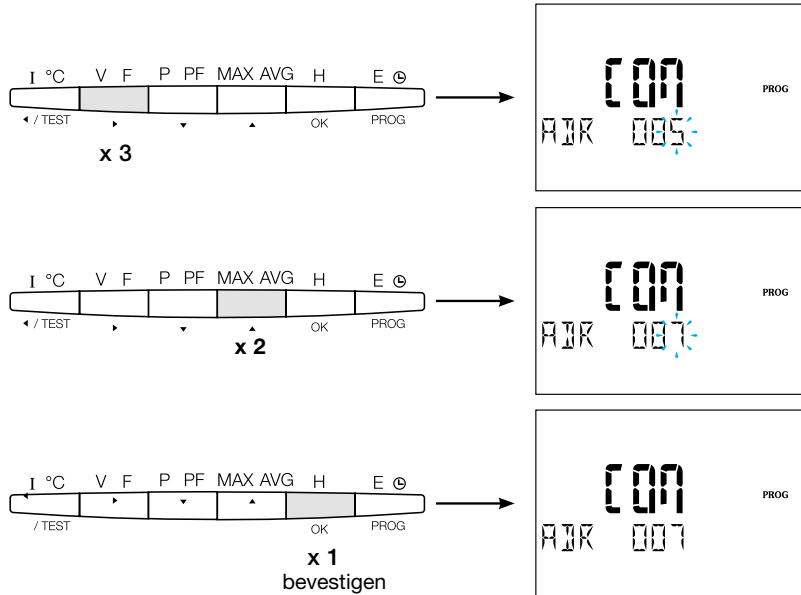 I °C V F P PF MAX AVG H E
/ TEST OK PROG
x 3
COM
PROG
ADR 005
I °C V F P PF MAX AVG H E
/ TEST OK PROG
x 2
COM
PROG
ADR 007
I °C V F P PF MAX AVG H E
/ TEST OK PROG
x 1
bevestigen
COM
PROG
ADR 007